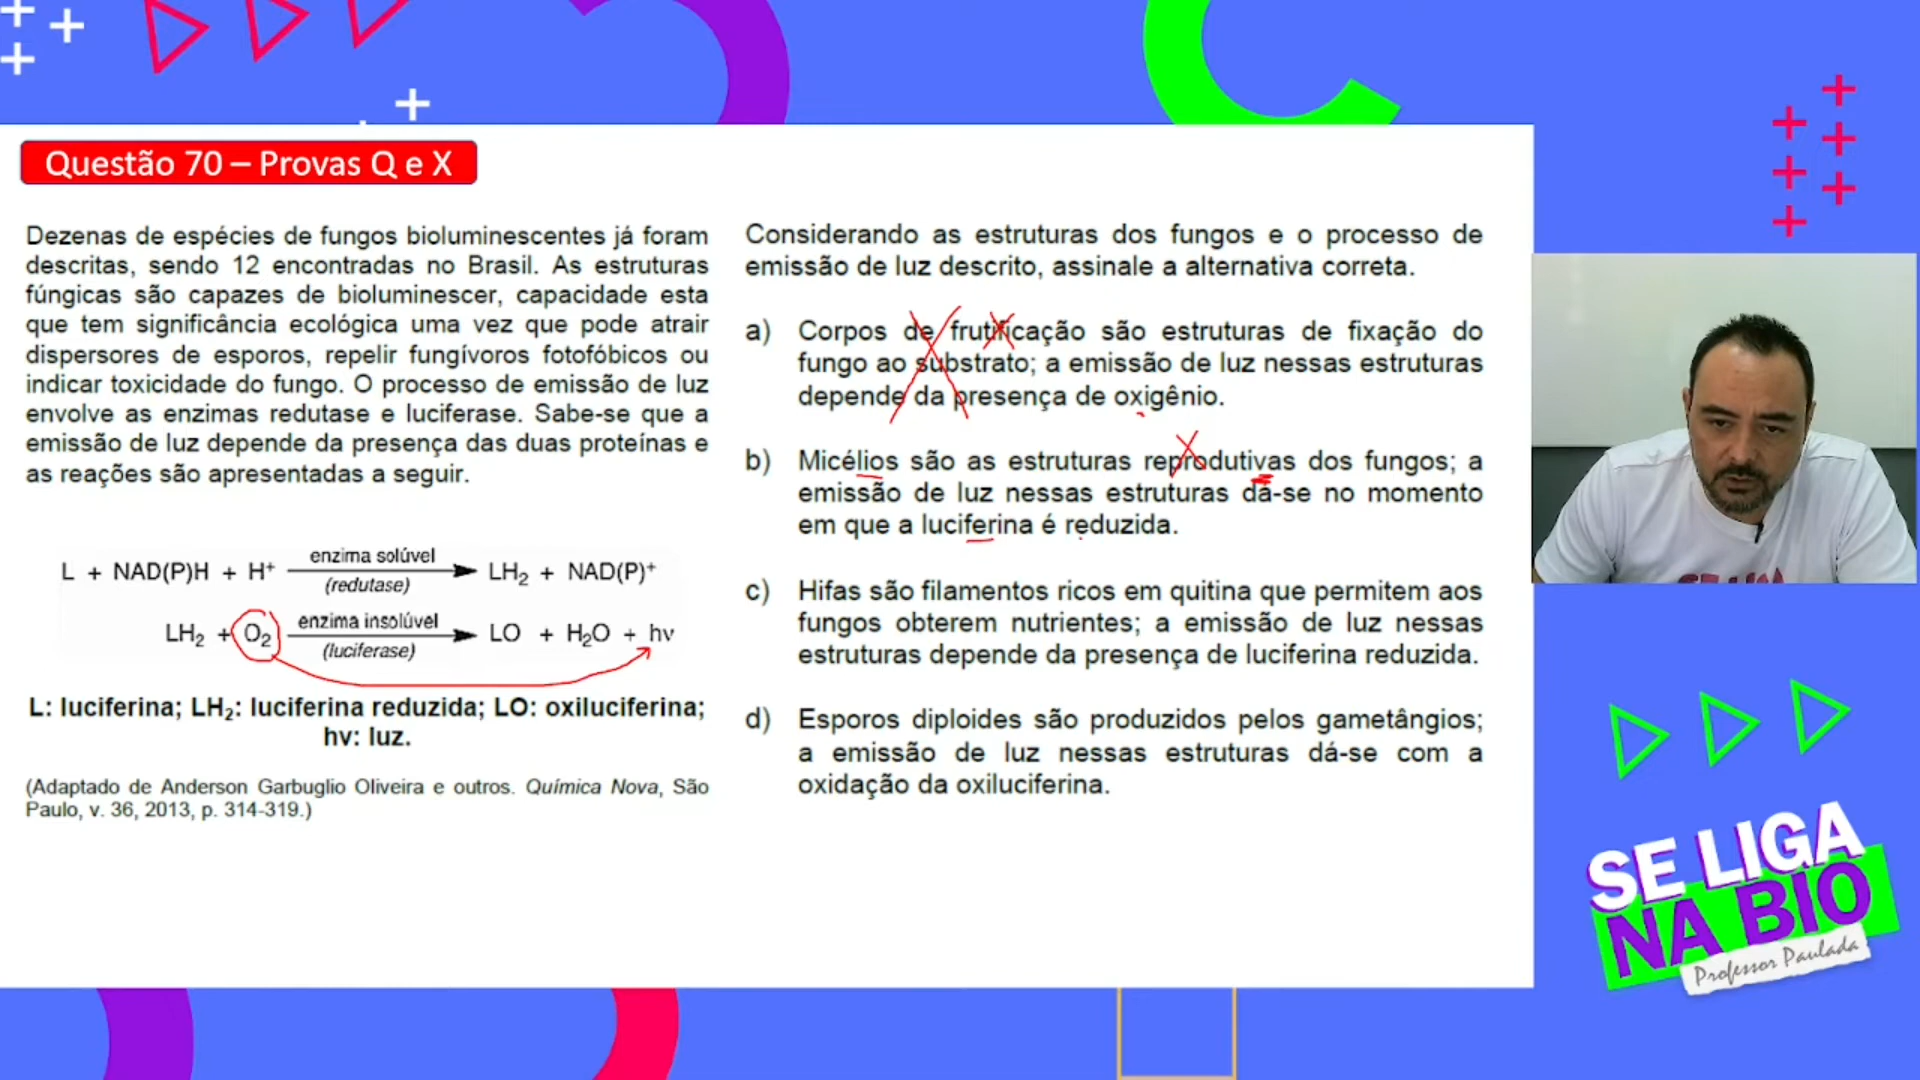 Questão 70 – Provas Q e X
Dezenas de espécies de fungos bioluminescentes já foram
descritas, sendo 12 encontradas no Brasil. As estruturas
fúngicas são capazes de bioluminescer, capacidade esta
que tem significância ecológica uma vez que pode atrair
dispersores de esporos, repelir fungívoros fotofóbicos ou
indicar toxicidade do fungo. O processo de emissão de luz
envolve as enzimas redutase e luciferase. Sabe-se que a
emissão de luz depende da presença das duas proteínas e
as reações são apresentadas a seguir.
enzima solúvel
L + NAD(P)H + H⁺ → LH₂ + NAD(P)⁺
(redutase)
enzima insolúvel
LH₂ + O₂ → LO + H₂O + hν
(luciferase)
L: luciferina; LH₂: luciferina reduzida; LO: oxiluciferina;
hν: luz.
(Adaptado de Anderson Garbuglio Oliveira e outros. Química Nova, São
Paulo, v. 36, 2013, p. 314-319.)
Considerando as estruturas dos fungos e o processo de
emissão de luz descrito, assinale a alternativa correta.
a) Corpos de frutificação são estruturas de fixação do
fungo ao substrato; a emissão de luz nessas estruturas
depende da presença de oxigênio.
b) Micélios são as estruturas reprodutivas dos fungos; a
emissão de luz nessas estruturas dá-se no momento
em que a luciferina é reduzida.
c) Hifas são filamentos ricos em quitina que permitem aos
fungos obterem nutrientes; a emissão de luz nessas
estruturas depende da presença de luciferina reduzida.
d) Esporos diploides são produzidos pelos gametângios;
a emissão de luz nessas estruturas dá-se com a
oxidação da oxiluciferina.
SE LIGA
NA BIO
Professor Paulada